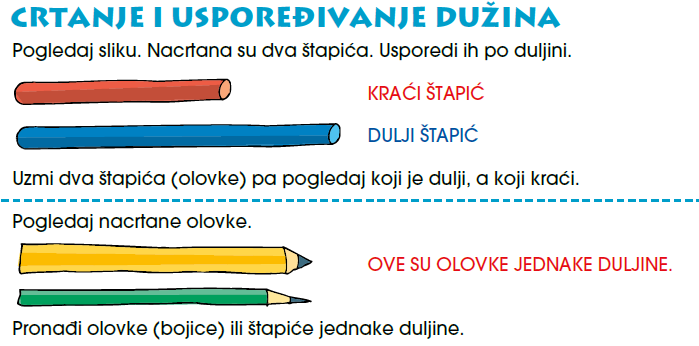 CRTANJE I USPOREĐIVANJE DUŽINA
Pogledaj sliku. Nacrtana su dva štapića. Usporedi ih po duljini.
KRAĆI ŠTAPIĆ
DULJI ŠTAPIĆ
Uzmi dva štapića (olovke) pa pogledaj koji je dulji, a koji kraći.
Pogledaj nacrtane olovke.
OVE SU OLOVKE JEDNAKE DULJINE.
Pronađi olovke (bojice) ili štapiće jednake duljine.